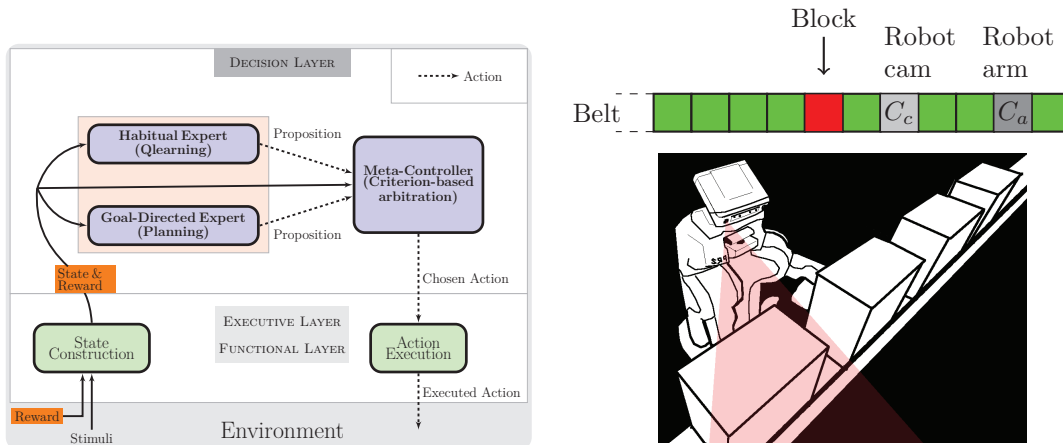 DECISION LAYER
Action
Habitual Expert
(Qlearning)
Proposition
Meta-Controller
(Criterion-based
arbitration)
Goal-Directed Expert
(Planning)
Proposition
State &
Reward
Chosen Action
EXECUTIVE LAYER
FUNCTIONAL LAYER
State
Construction
Action
Execution
Reward
Stimuli
Executed Action
Environment
Block
Robot
cam
Robot
arm
Belt
Cc
Ca